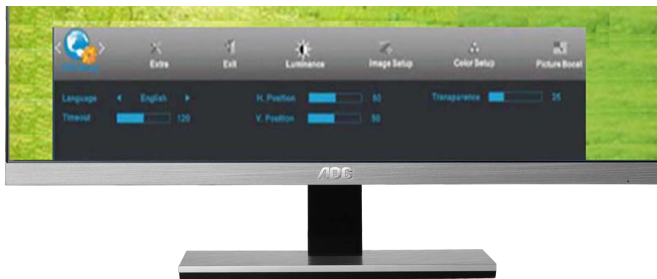 Extra Exit Luminance Image Setup Color Setup Picture Boost
Language English H. Position 50 Transparence 25
Timeout 120 V. Position 50
AOC